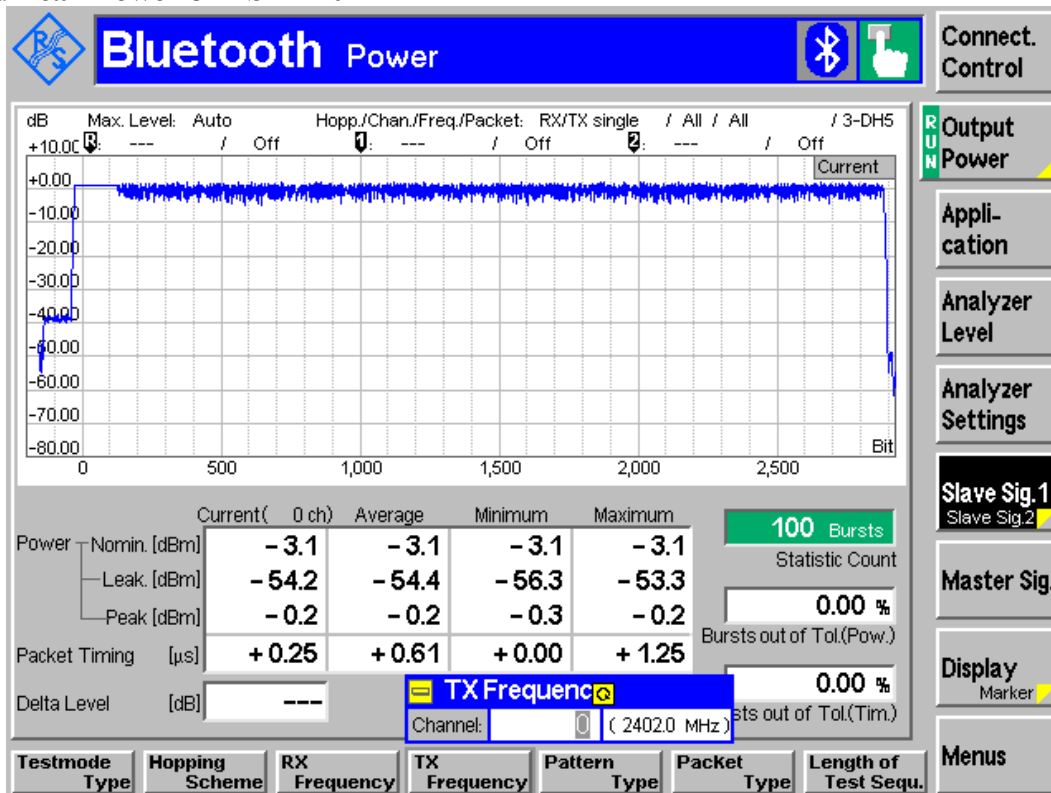 Bluetooth Power
Connect. Control
dB Max. Level: Auto Hopp./Chan./Freq./Packet: RX/TX single / All / All / 3-DH5
R: --- / Off 1: --- / Off 2: --- / Off
Current
+10.00
+0.00
-10.00
-20.00
-30.00
-60.00
-70.00
-80.00
Bit
0 500 1,000 1,500 2,000 2,500
RUN
Output Power
Appli-
cation
Analyzer Level
Analyzer Settings
Slave Sig.1
Slave Sig.2
Master Sig.
Display
Marker
Menus
Current( 0 ch) Average Minimum Maximum
Power Nomin. [dBm] -3.1 -3.1 -3.1 -3.1
Leak. [dBm] -54.2 -54.4 -56.3 -53.3
Peak [dBm] -0.2 -0.2 -0.3 -0.2
Packet Timing [µs] +0.25 +0.61 +0.00 +1.25
Delta Level [dB] ---
100 Bursts
Statistic Count
0.00 %
Bursts out of Tol.(Pow.)
0.00 %
sts out of Tol.(Tim.)
TX Frequenc
Channel: 0 ( 2402.0 MHz)
Testmode Type
Hopping Scheme
RX Frequency
TX Frequency
Pattern Type
Packet Type
Length of Test Sequ.